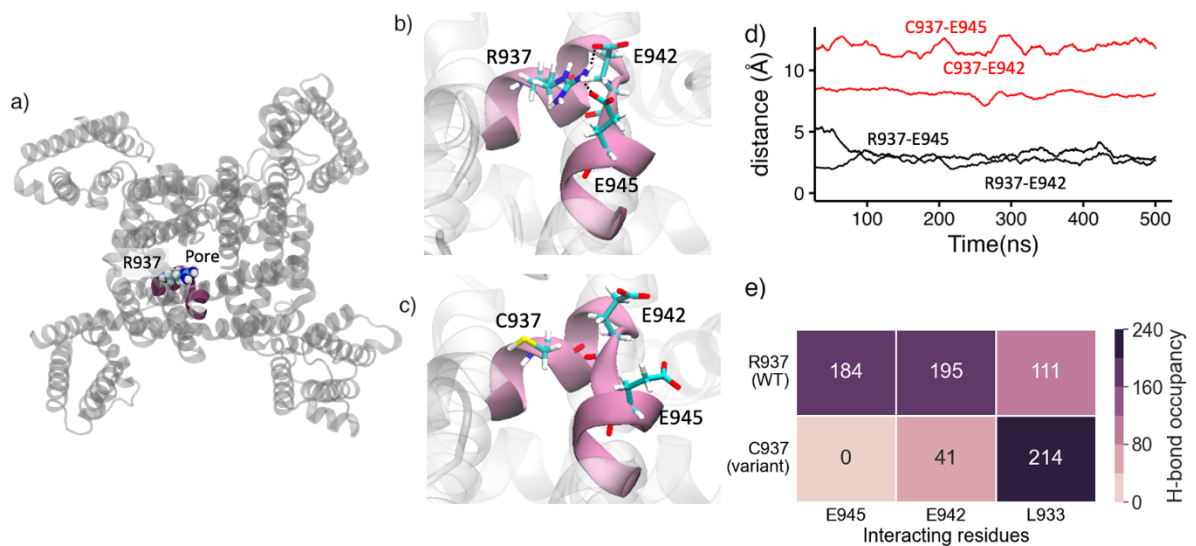 a)
R937
Pore
b)
R937
E942
E945
c)
C937
E942
E945
d)
distance (Å)
10
5
0
C937-E945
C937-E942
R937-E945
R937-E942
100
200
300
400
500
Time(ns)
e)
R937
(WT)
184
195
111
C937
(variant)
0
41
214
E945
E942
L933
Interacting residues
240
160
80
0
H-bond occupancy